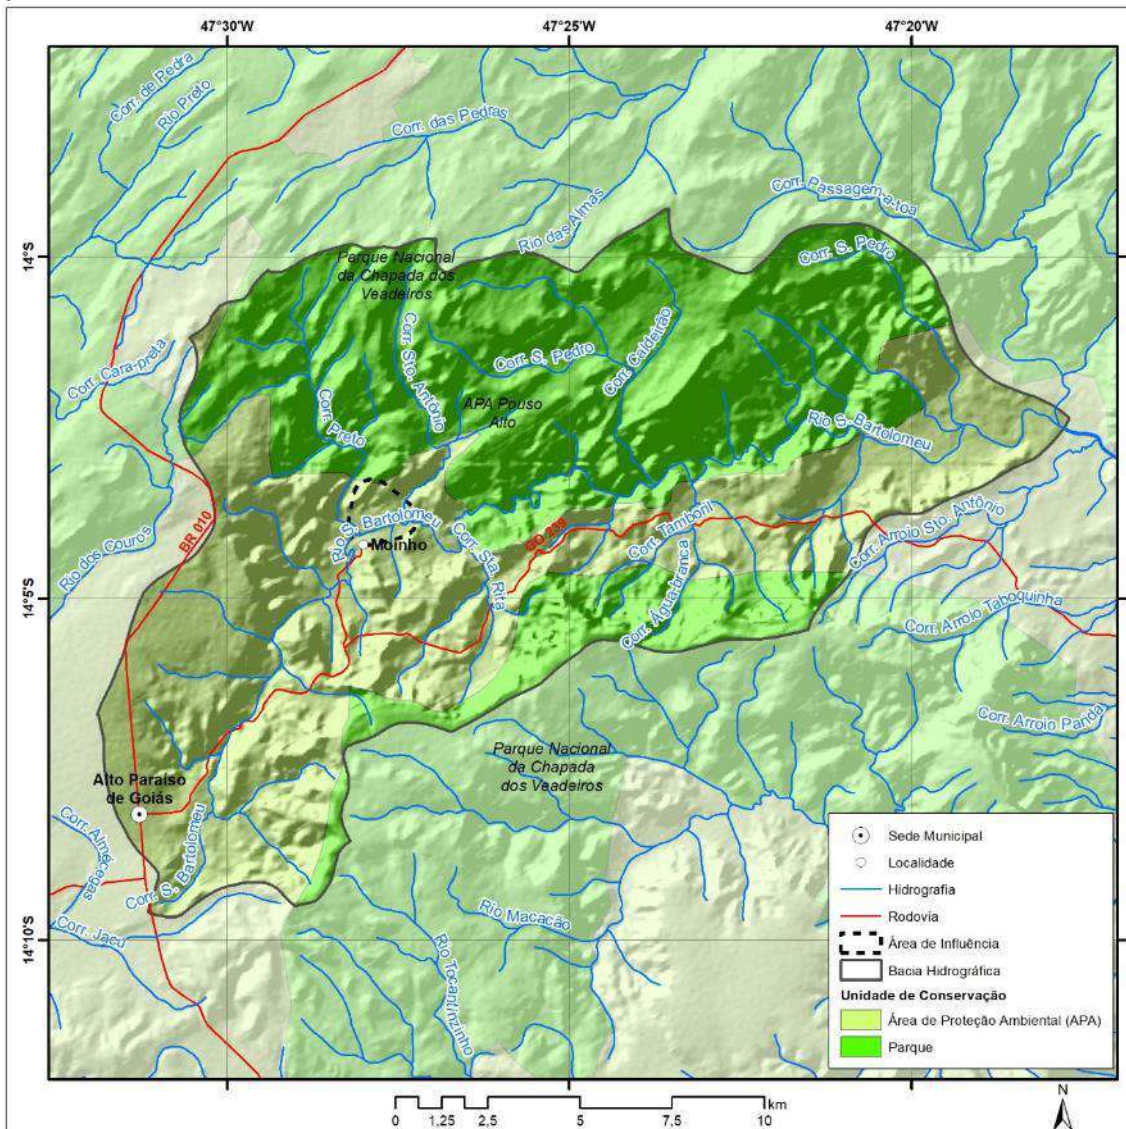 47°30'W
47°25'W
47°20'W
Corr. de Pedra
Rio Preto
Corr. das Pedras
Corr. Passagem-a-toa
Rio das Almas
14°S
Corr. S. Pedro
Parque Nacional
da Chapada dos
Veadeiros
Corr. Sto. Antonio
Corr. S. Pedro
Corr. Caldeirão
Corr. Cara-preta
Corr. Preto
APA Pouso
Alto
Rio S. Bartolomeu
Rio dos Couros
BR 010
Rio S. Bartolomeu
Moinho
Corr. Sta. Rita
GO 239
Corr. Tamboril
Corr. Arroio Sto. Antônio
14°5'S
Corr. Água-branca
Corr. Arroio Taboquinha
Corr. Arroio Panda
Parque Nacional
da Chapada
dos Veadeiros
Alto Paraíso
de Goiás
Corr. Almécegas
Corr. S. Bartolomeu
Corr. Jacú
Rio Macacão
Rio Tocantinzinho
14°10'S
Sede Municipal
Localidade
Hidrografia
Rodovia
Área de Influência
Bacia Hidrográfica
Unidade de Conservação
Área de Proteção Ambiental (APA)
Parque
N
km
0 1,25 2,5 5 7,5 10